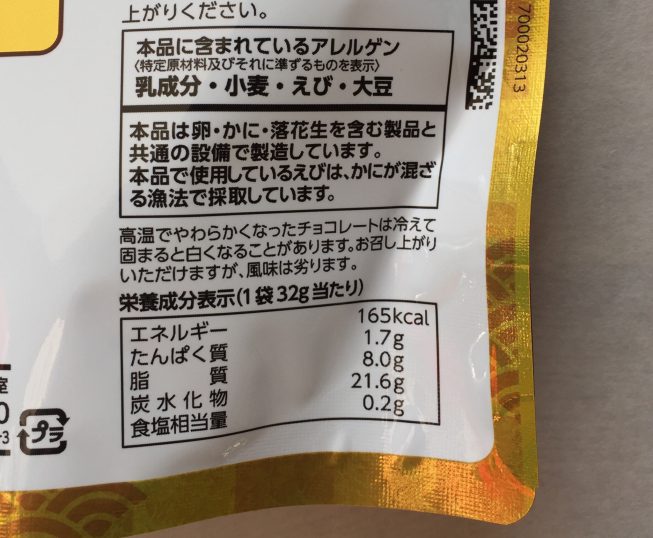 上がりください。
本品に含まれているアレルゲン
〈特定原材料及びそれに準ずるものを表示〉
乳成分・小麦・えび・大豆
本品は卵・かに・落花生を含む製品と
共通の設備で製造しています。
本品で使用しているえびは、かにが混ざ
る漁法で採取しています。
高温でやわらかくなったチョコレートは冷えて
固まると白くなることがあります。お召し上がり
いただけますが、風味は劣ります。
栄養成分表示(1袋32g当たり)
エネルギー 165kcal
たんぱく質 1.7g
脂質 8.0g
炭水化物 21.6g
食塩相当量 0.2g
室
0
-3
プラ
700020313